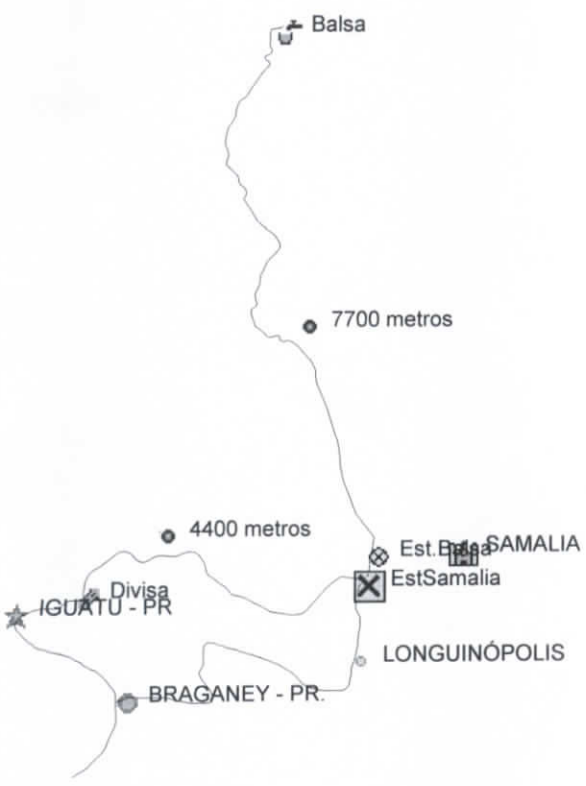 Balsa
7700 metros
4400 metros
Est.Balsa
SAMALIA
EstSamalia
Divisa
IGUATU - PR
LONGUINÓPOLIS
BRAGANEY - PR.